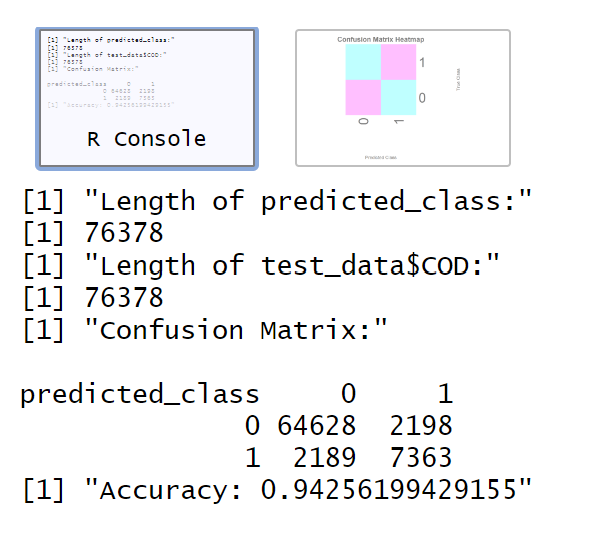 [1] "Length of predicted_class:"
[1] 76378
[1] "Length of test_data$COD:"
[1] 76378
[1] "Confusion Matrix:"
predicted_class 0 1
0 64628 2198
1 2189 7363
[1] "Accuracy: 0.94256199429155"
R Console
Confusion Matrix Heatmap
1
0
True Class
0
1
Predicted Class
[1] "Length of predicted_class:"
[1] 76378
[1] "Length of test_data$COD:"
[1] 76378
[1] "Confusion Matrix:"
predicted_class 0 1
0 64628 2198
1 2189 7363
[1] "Accuracy: 0.94256199429155"